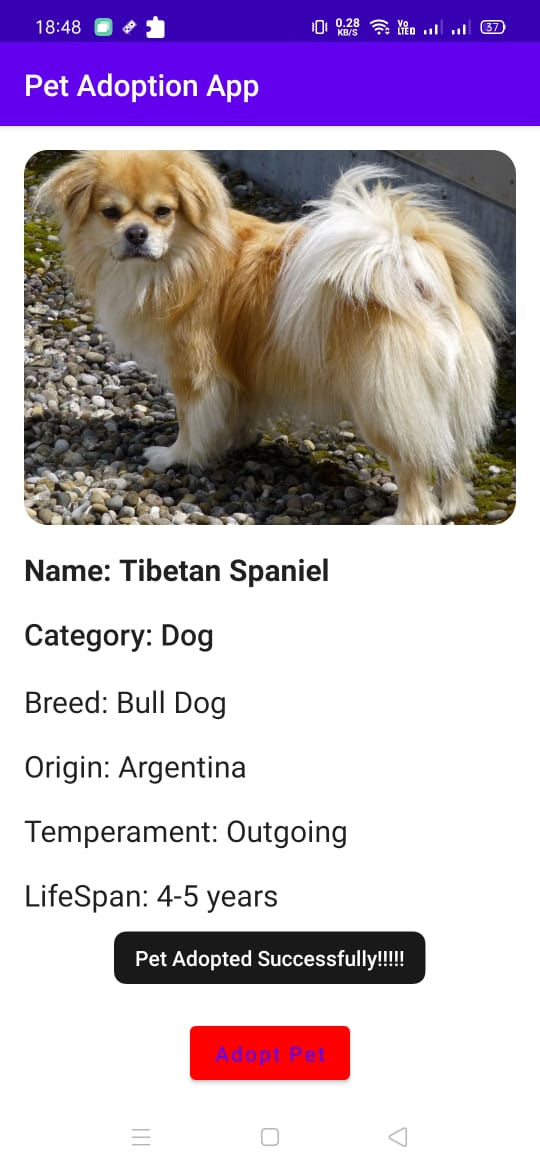 18:48
0.28
KB/S
Vo
LTED
37
Pet Adoption App
Name: Tibetan Spaniel
Category: Dog
Breed: Bull Dog
Origin: Argentina
Temperament: Outgoing
LifeSpan: 4-5 years
Pet Adopted Successfully!!!!!
Adopt Pet